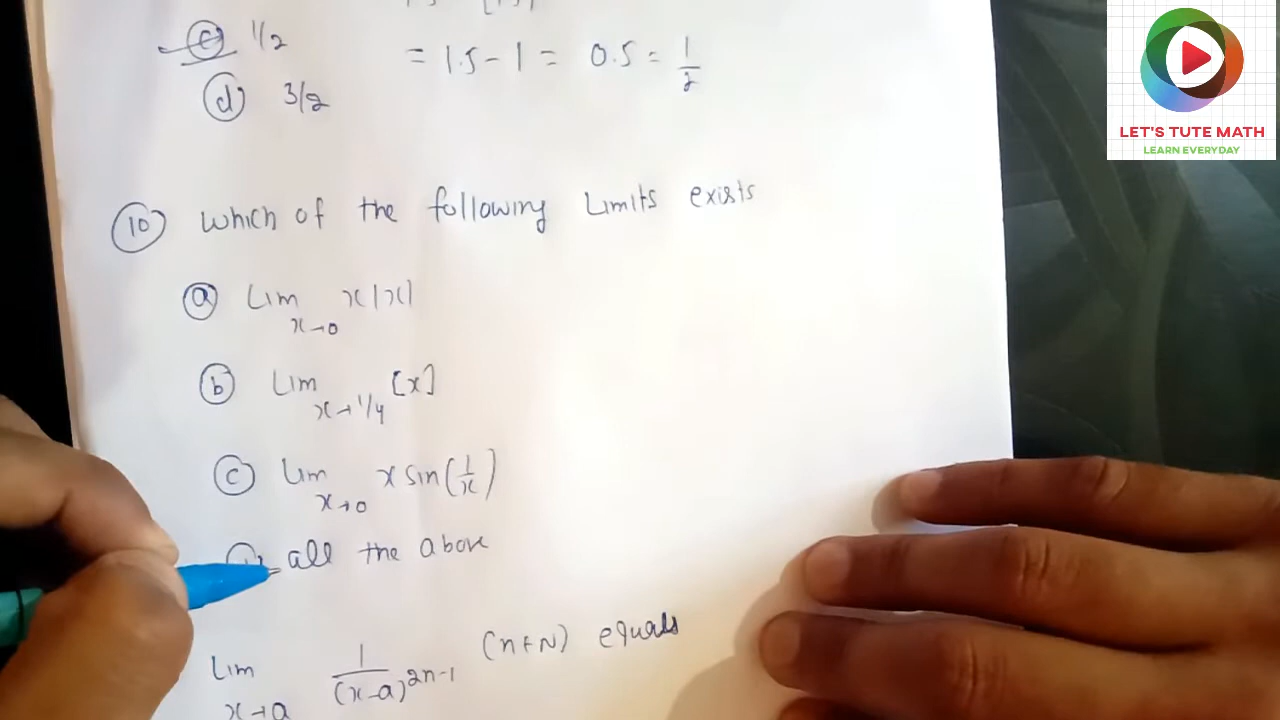 (c) 1/2
= 1.5 - 1 = 0.5 = 1/2
(d) 3/2
LET'S TUTE MATH
LEARN EVERYDAY
(10) Which of the following Limits exists
(a) Lim x→0 x|x|
(b) Lim x→1/4 [x]
(c) Lim x→0 x sin(1/x)
all the above
Lim x→a 1/(x-a)^2n-1 (n∈N) equals